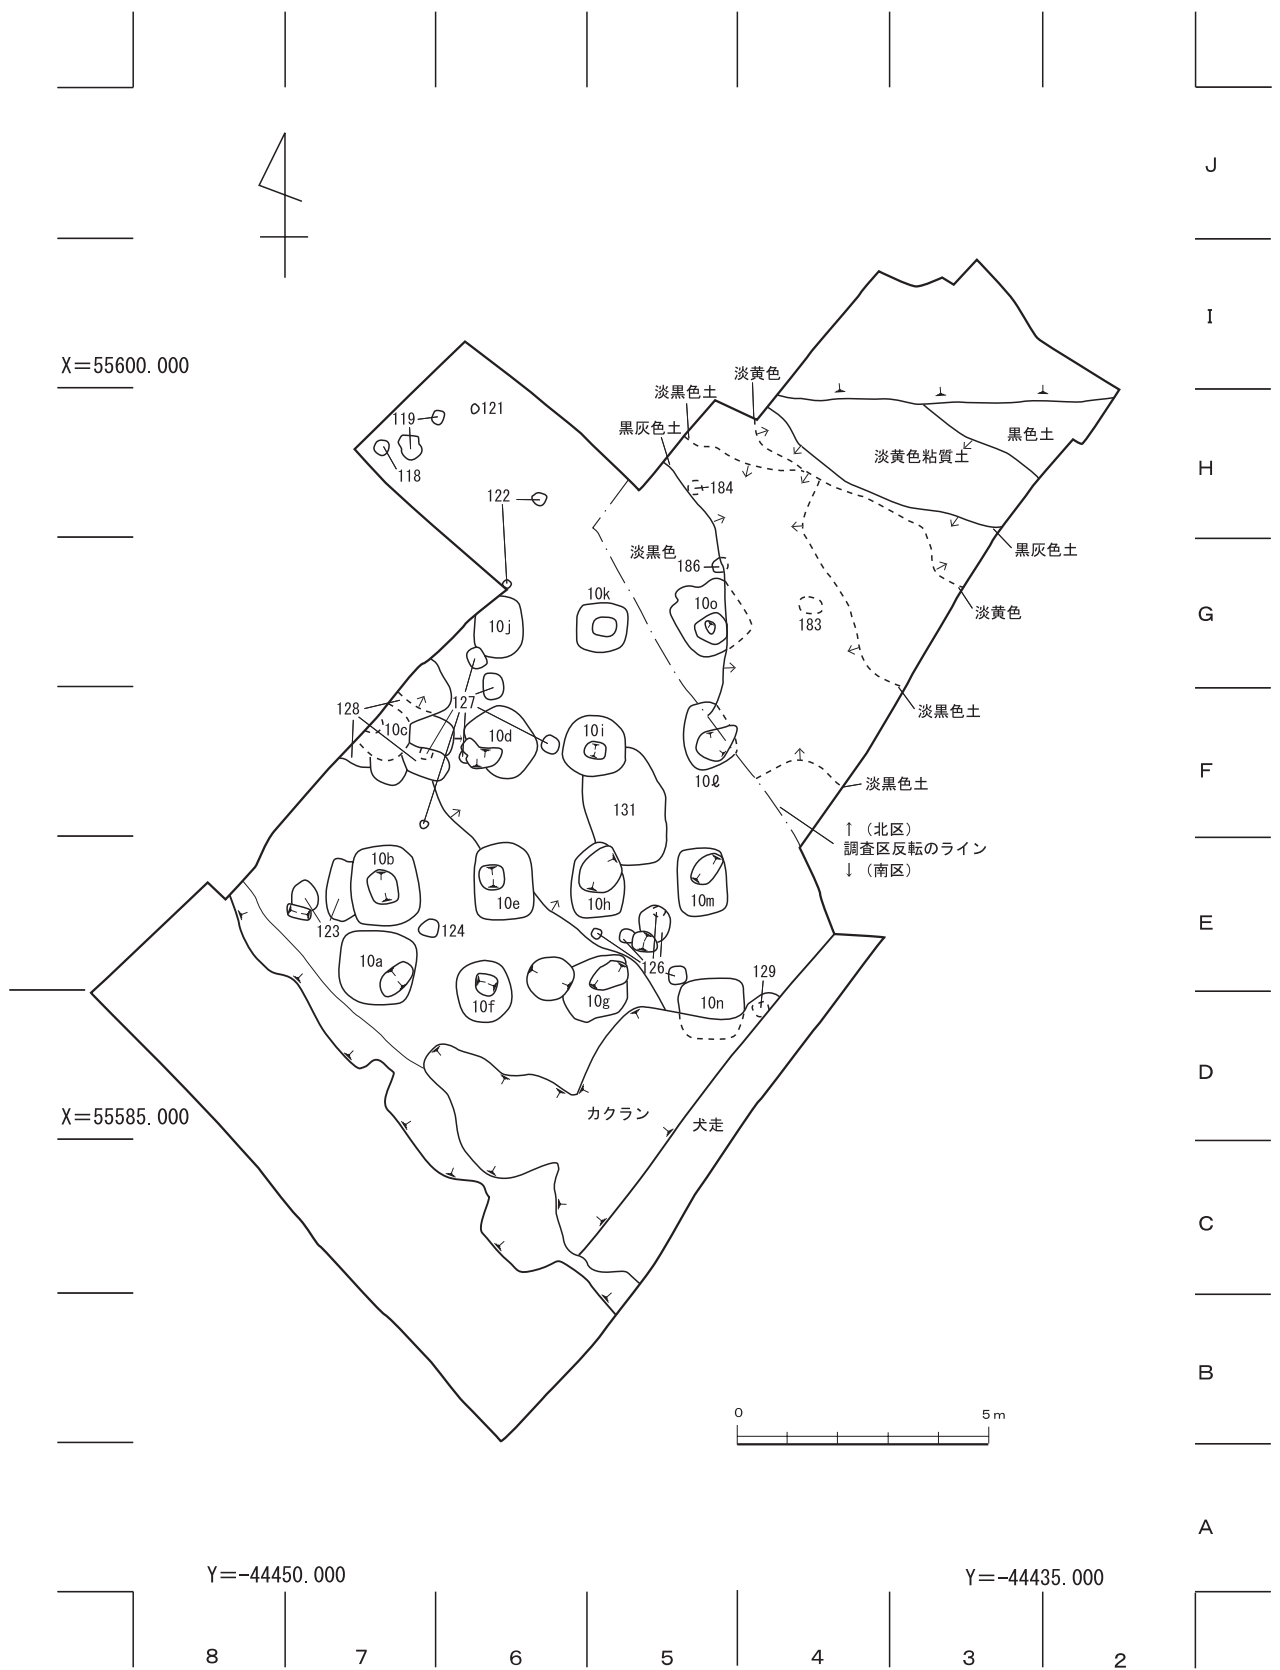 J
I
X=55600.000
淡黄色
淡黒色土
121
119
黒灰色土
黒色土
淡黄色粘質土
118
H
184
122
淡黒色
黒灰色土
186
10k
10o
10j
183
淡黄色
G
127
128
淡黒色土
10c
10d
10i
10ℓ
F
淡黒色土
131
↑(北区)
調査区反転のライン
↓(南区)
10b
10e
10h
10m
E
123
124
10a
126
129
10f
10g
10n
D
カクラン
犬走
X=55585.000
C
B
0
5m
A
Y=-44450.000
Y=-44435.000
8
7
6
5
4
3
2